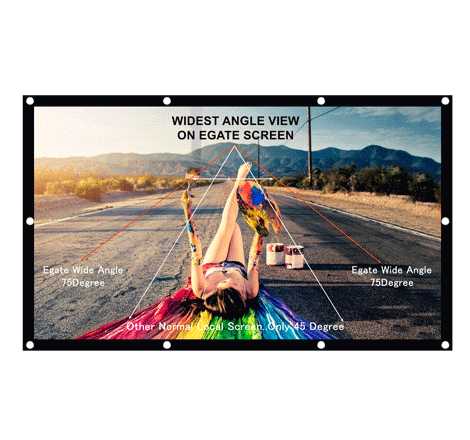 WIDEST ANGLE VIEW
ON EGATE SCREEN
Egate Wide Angle
75Degree
Egate Wide Angle
75Degree
Other Normal Local Screen..Only 45 Degree